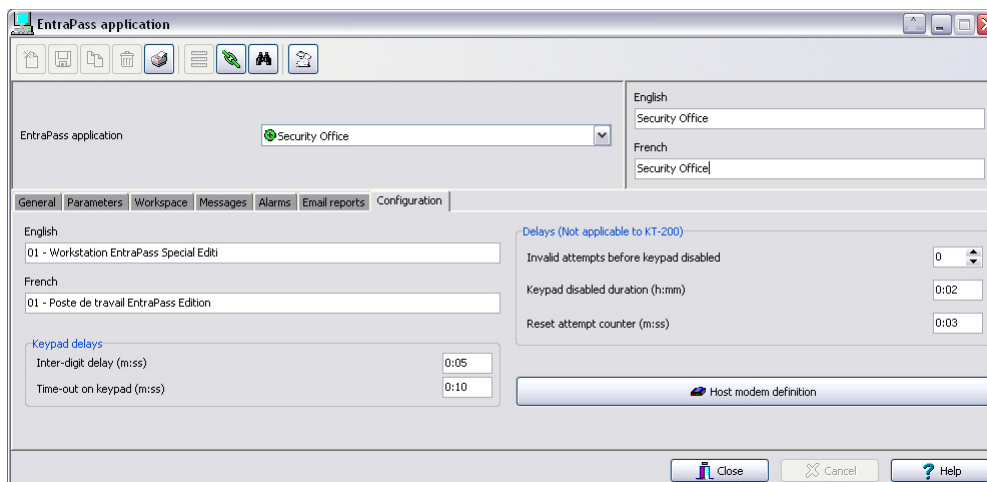 EntraPass application
English
Security Office
EntraPass application
Security Office
French
Security Office
General Parameters Workspace Messages Alarms Email reports Configuration
English
01 - Workstation EntraPass Special Editi
French
01 - Poste de travail EntraPass Edition
Keypad delays
Inter-digit delay (m:ss) 0:05
Time-out on keypad (m:ss) 0:10
Delays (Not applicable to KT-200)
Invalid attempts before keypad disabled 0
Keypad disabled duration (h:mm) 0:02
Reset attempt counter (m:ss) 0:03
Host modem definition
Close Cancel Help